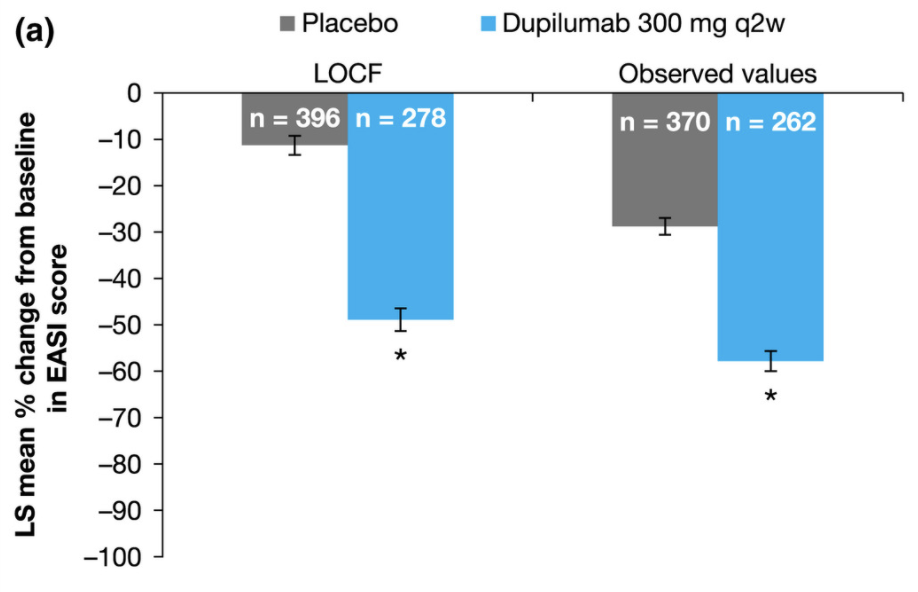 (a)
Placebo
Dupilumab 300 mg q2w
LOCF
Observed values
n = 396
n = 278
n = 370
n = 262
0
–10
–20
–30
–40
–50
–60
–70
–80
–90
–100
*
*
LS mean % change from baseline
in EASI score